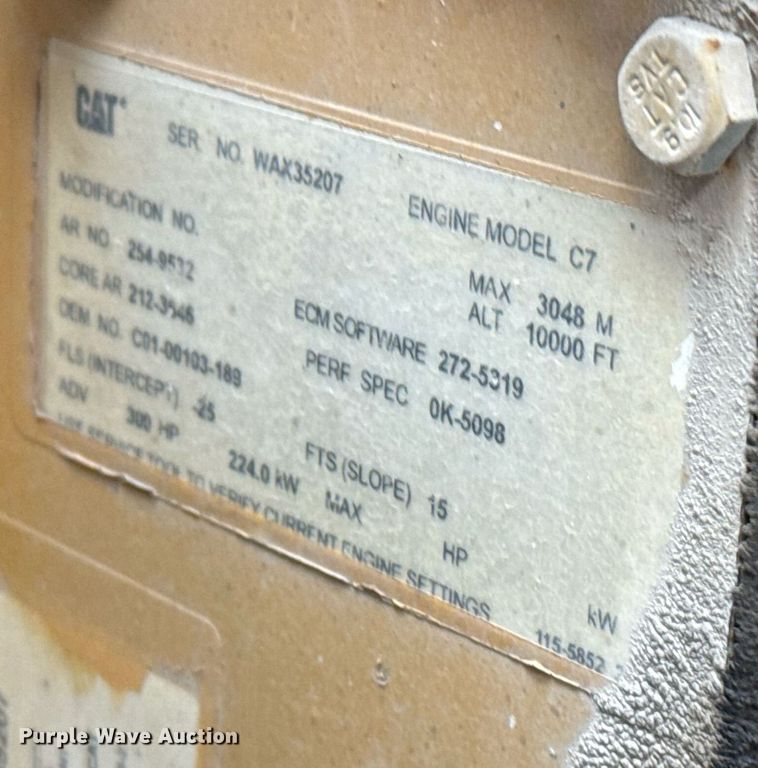 CAT
SER NO. WAX35207
ENGINE MODEL C7
MODIFICATION NO.
MAX 3048 M
ALT 10000 FT
AR NO. 254-9532
CORE AR 212-3546
ECM SOFTWARE 272-5319
OEM NO. C01-00103-189
PERF SPEC 0K-5098
FLS (INTERCEPT) -25
FTS (SLOPE) 15
ADV 300 HP 224.0 kW MAX HP kW
USE SERVICE TOOL TO VERIFY CURRENT ENGINE SETTINGS 115-5852
CAT
10.9
Purple Wave Auction